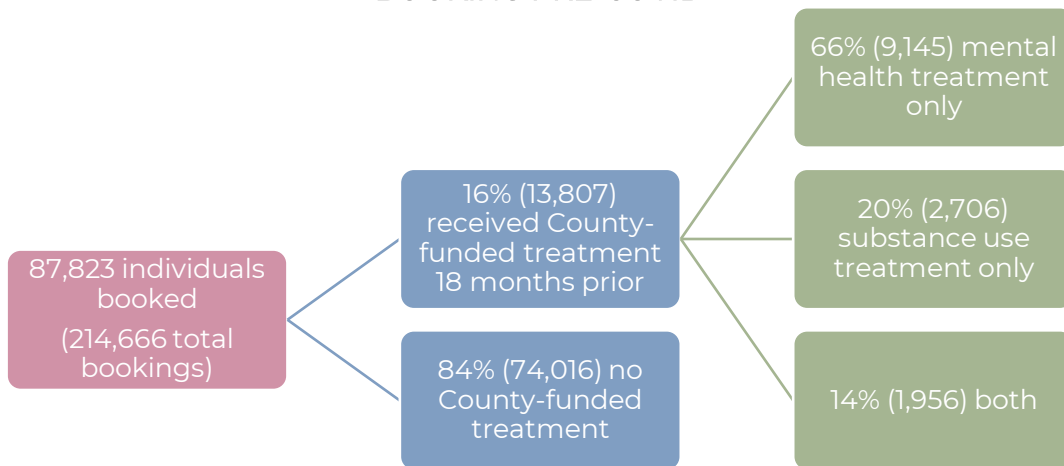 87,823 individuals
booked
(214,666 total
bookings)
16% (13,807)
received County-
funded treatment
18 months prior
84% (74,016) no
County-funded
treatment
66% (9,145) mental
health treatment
only
20% (2,706)
substance use
treatment only
14% (1,956) both